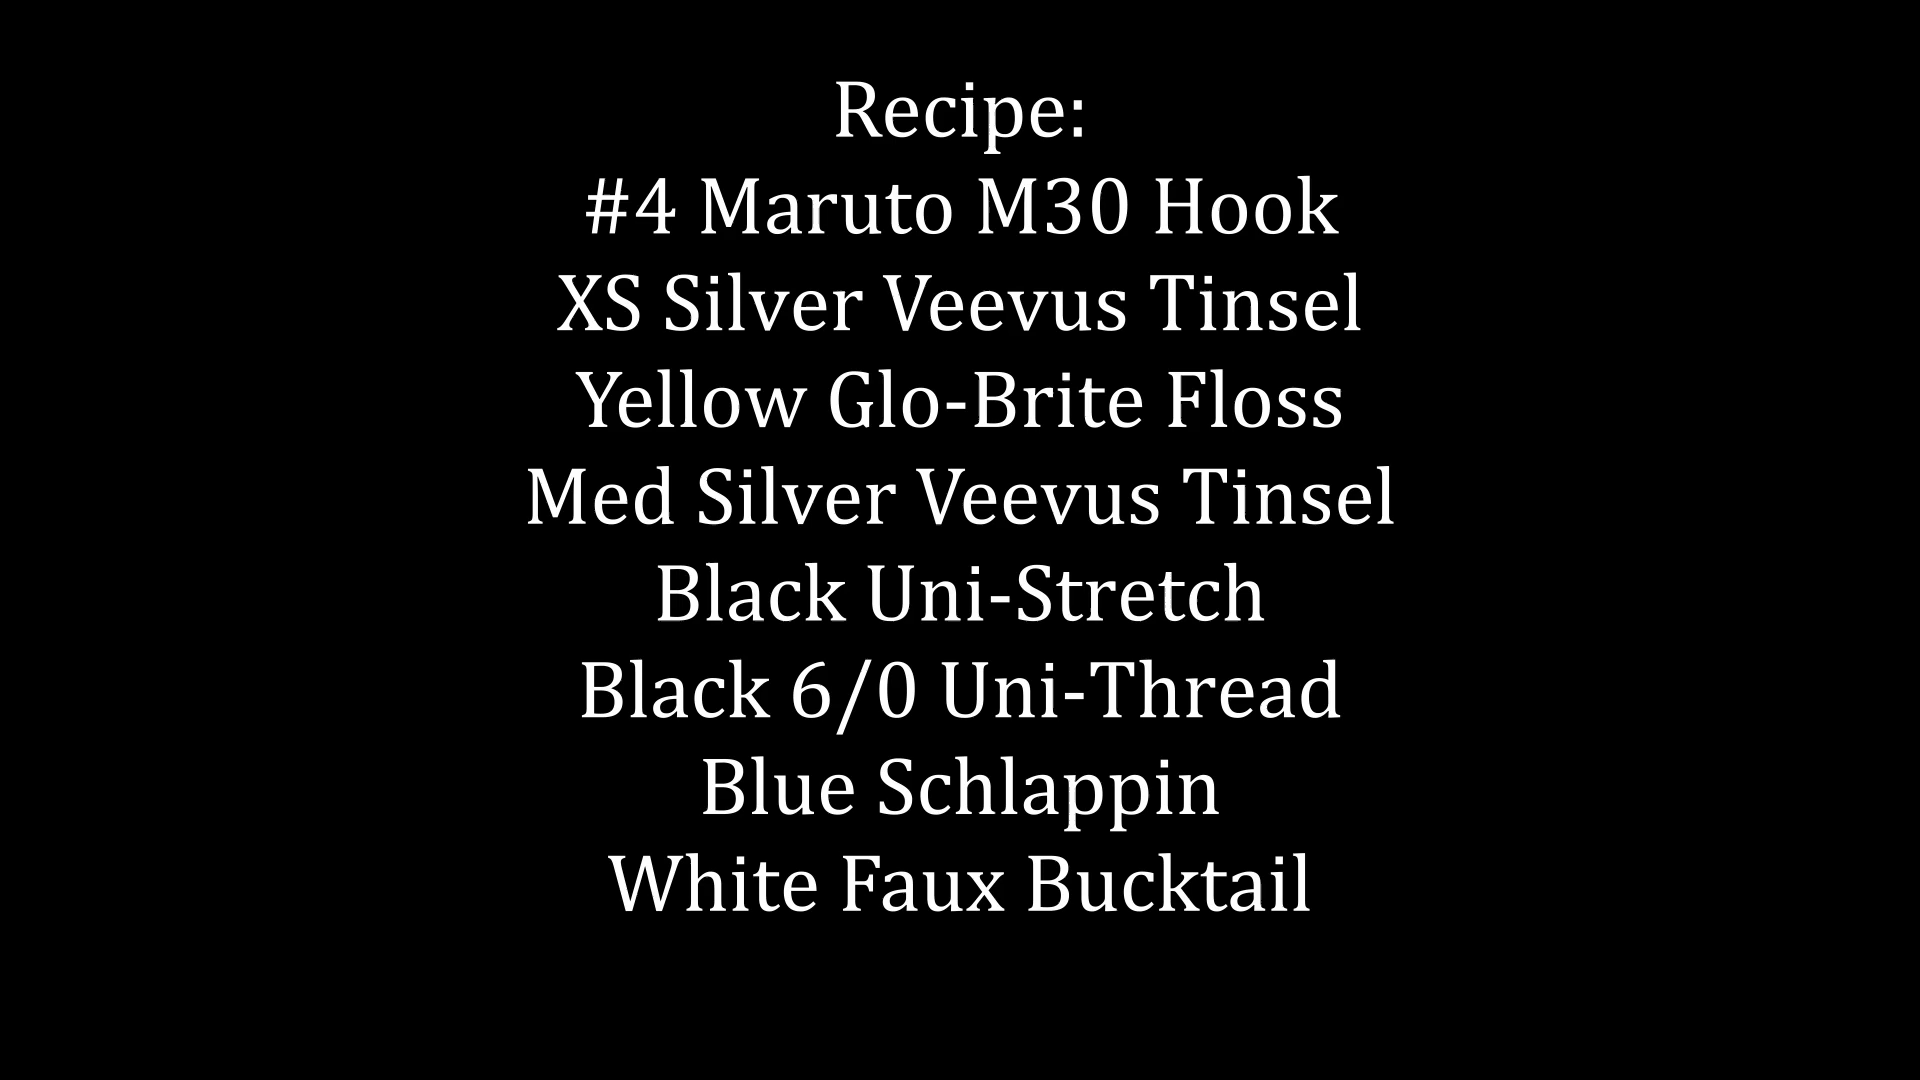 Recipe:
#4 Maruto M30 Hook
XS Silver Veevus Tinsel
Yellow Glo-Brite Floss
Med Silver Veevus Tinsel
Black Uni-Stretch
Black 6/0 Uni-Thread
Blue Schlappin
White Faux Bucktail